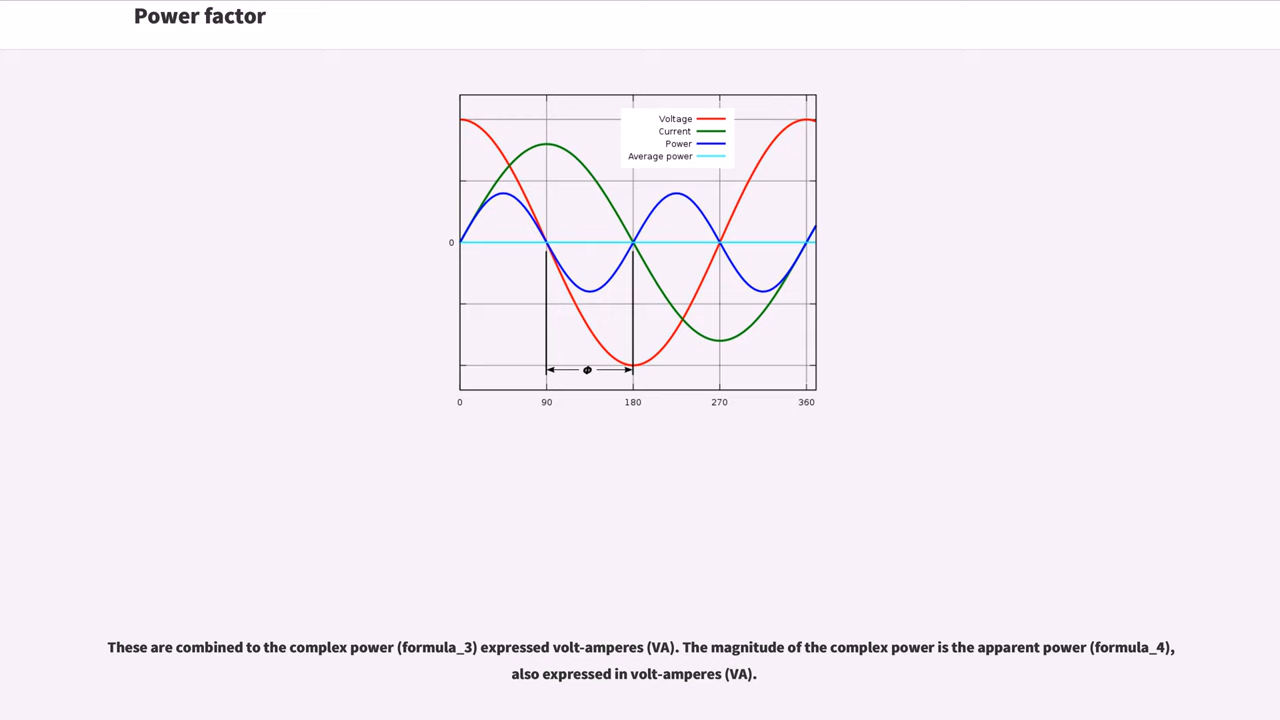 Power factor
Voltage
Current
Power
Average power
0
ϕ
0 90 180 270 360
These are combined to the complex power (formula_3) expressed volt-amperes (VA). The magnitude of the complex power is the apparent power (formula_4),
also expressed in volt-amperes (VA).